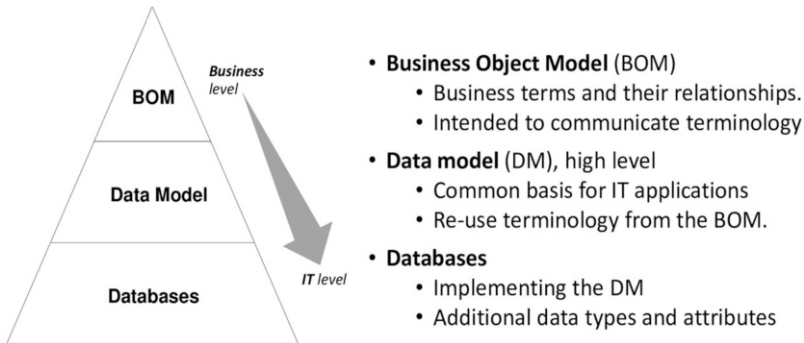 BOM
Data Model
Databases
Business
level
IT level
• Business Object Model (BOM)
• Business terms and their relationships.
• Intended to communicate terminology
• Data model (DM), high level
• Common basis for IT applications
• Re-use terminology from the BOM.
• Databases
• Implementing the DM
• Additional data types and attributes